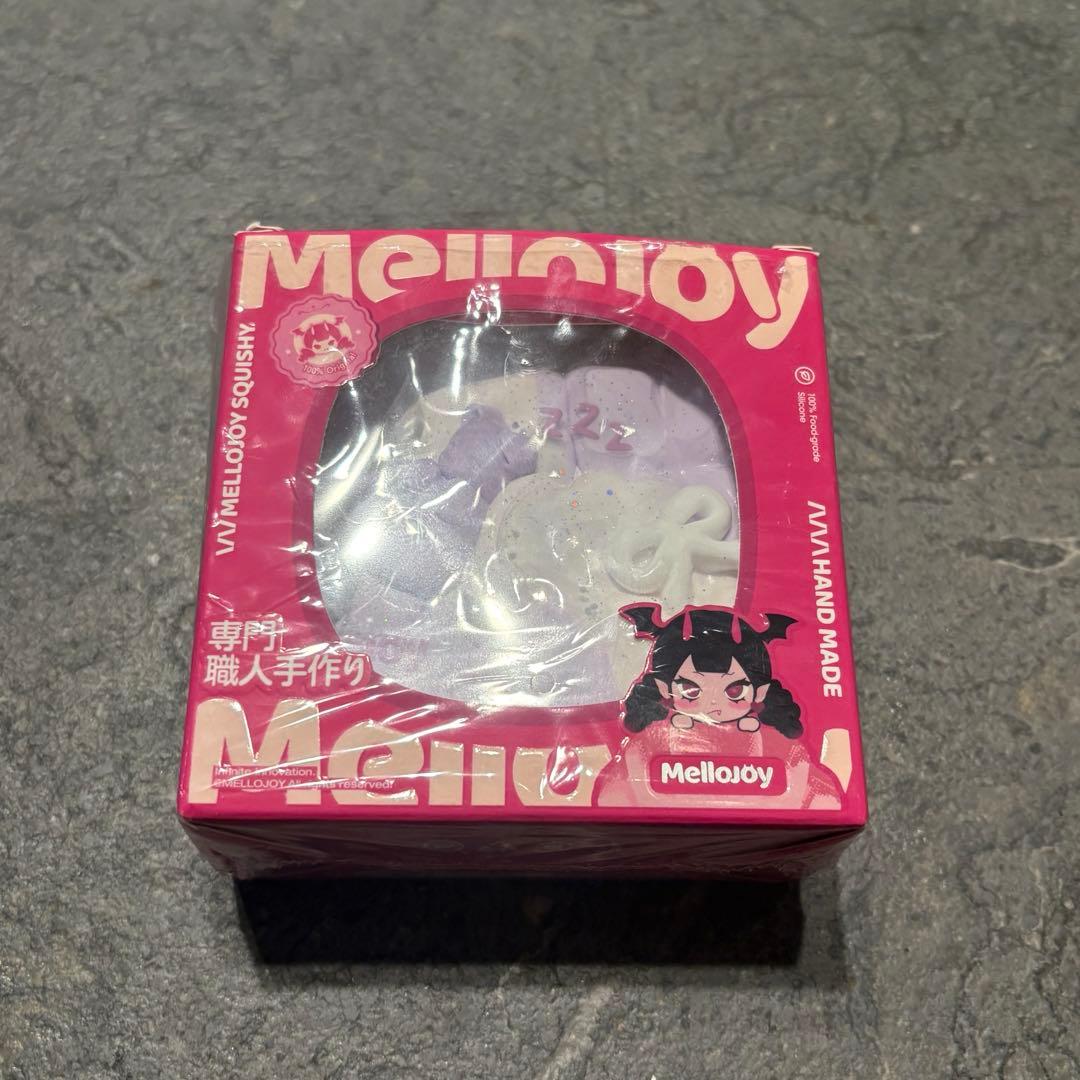 Mellojoy
100% Original
MELLOJOY SQUISHY
100% Food-grade
Silicone
zzz
HAND MADE
専門
職人手作り
Infinite innovation.
©MELLOJOY.All rights reserved!
Mellojoy